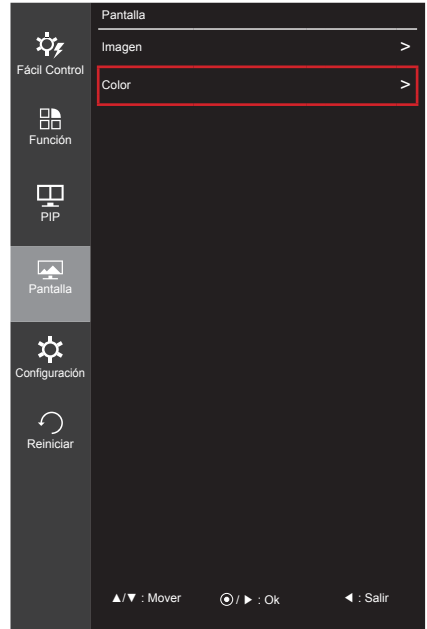 Pantalla
Imagen >
Color >
Fácil Control
Función
PIP
Pantalla
Configuración
Reiniciar
▲/▼ : Mover ⦿ / ▶ : Ok ◀ : Salir